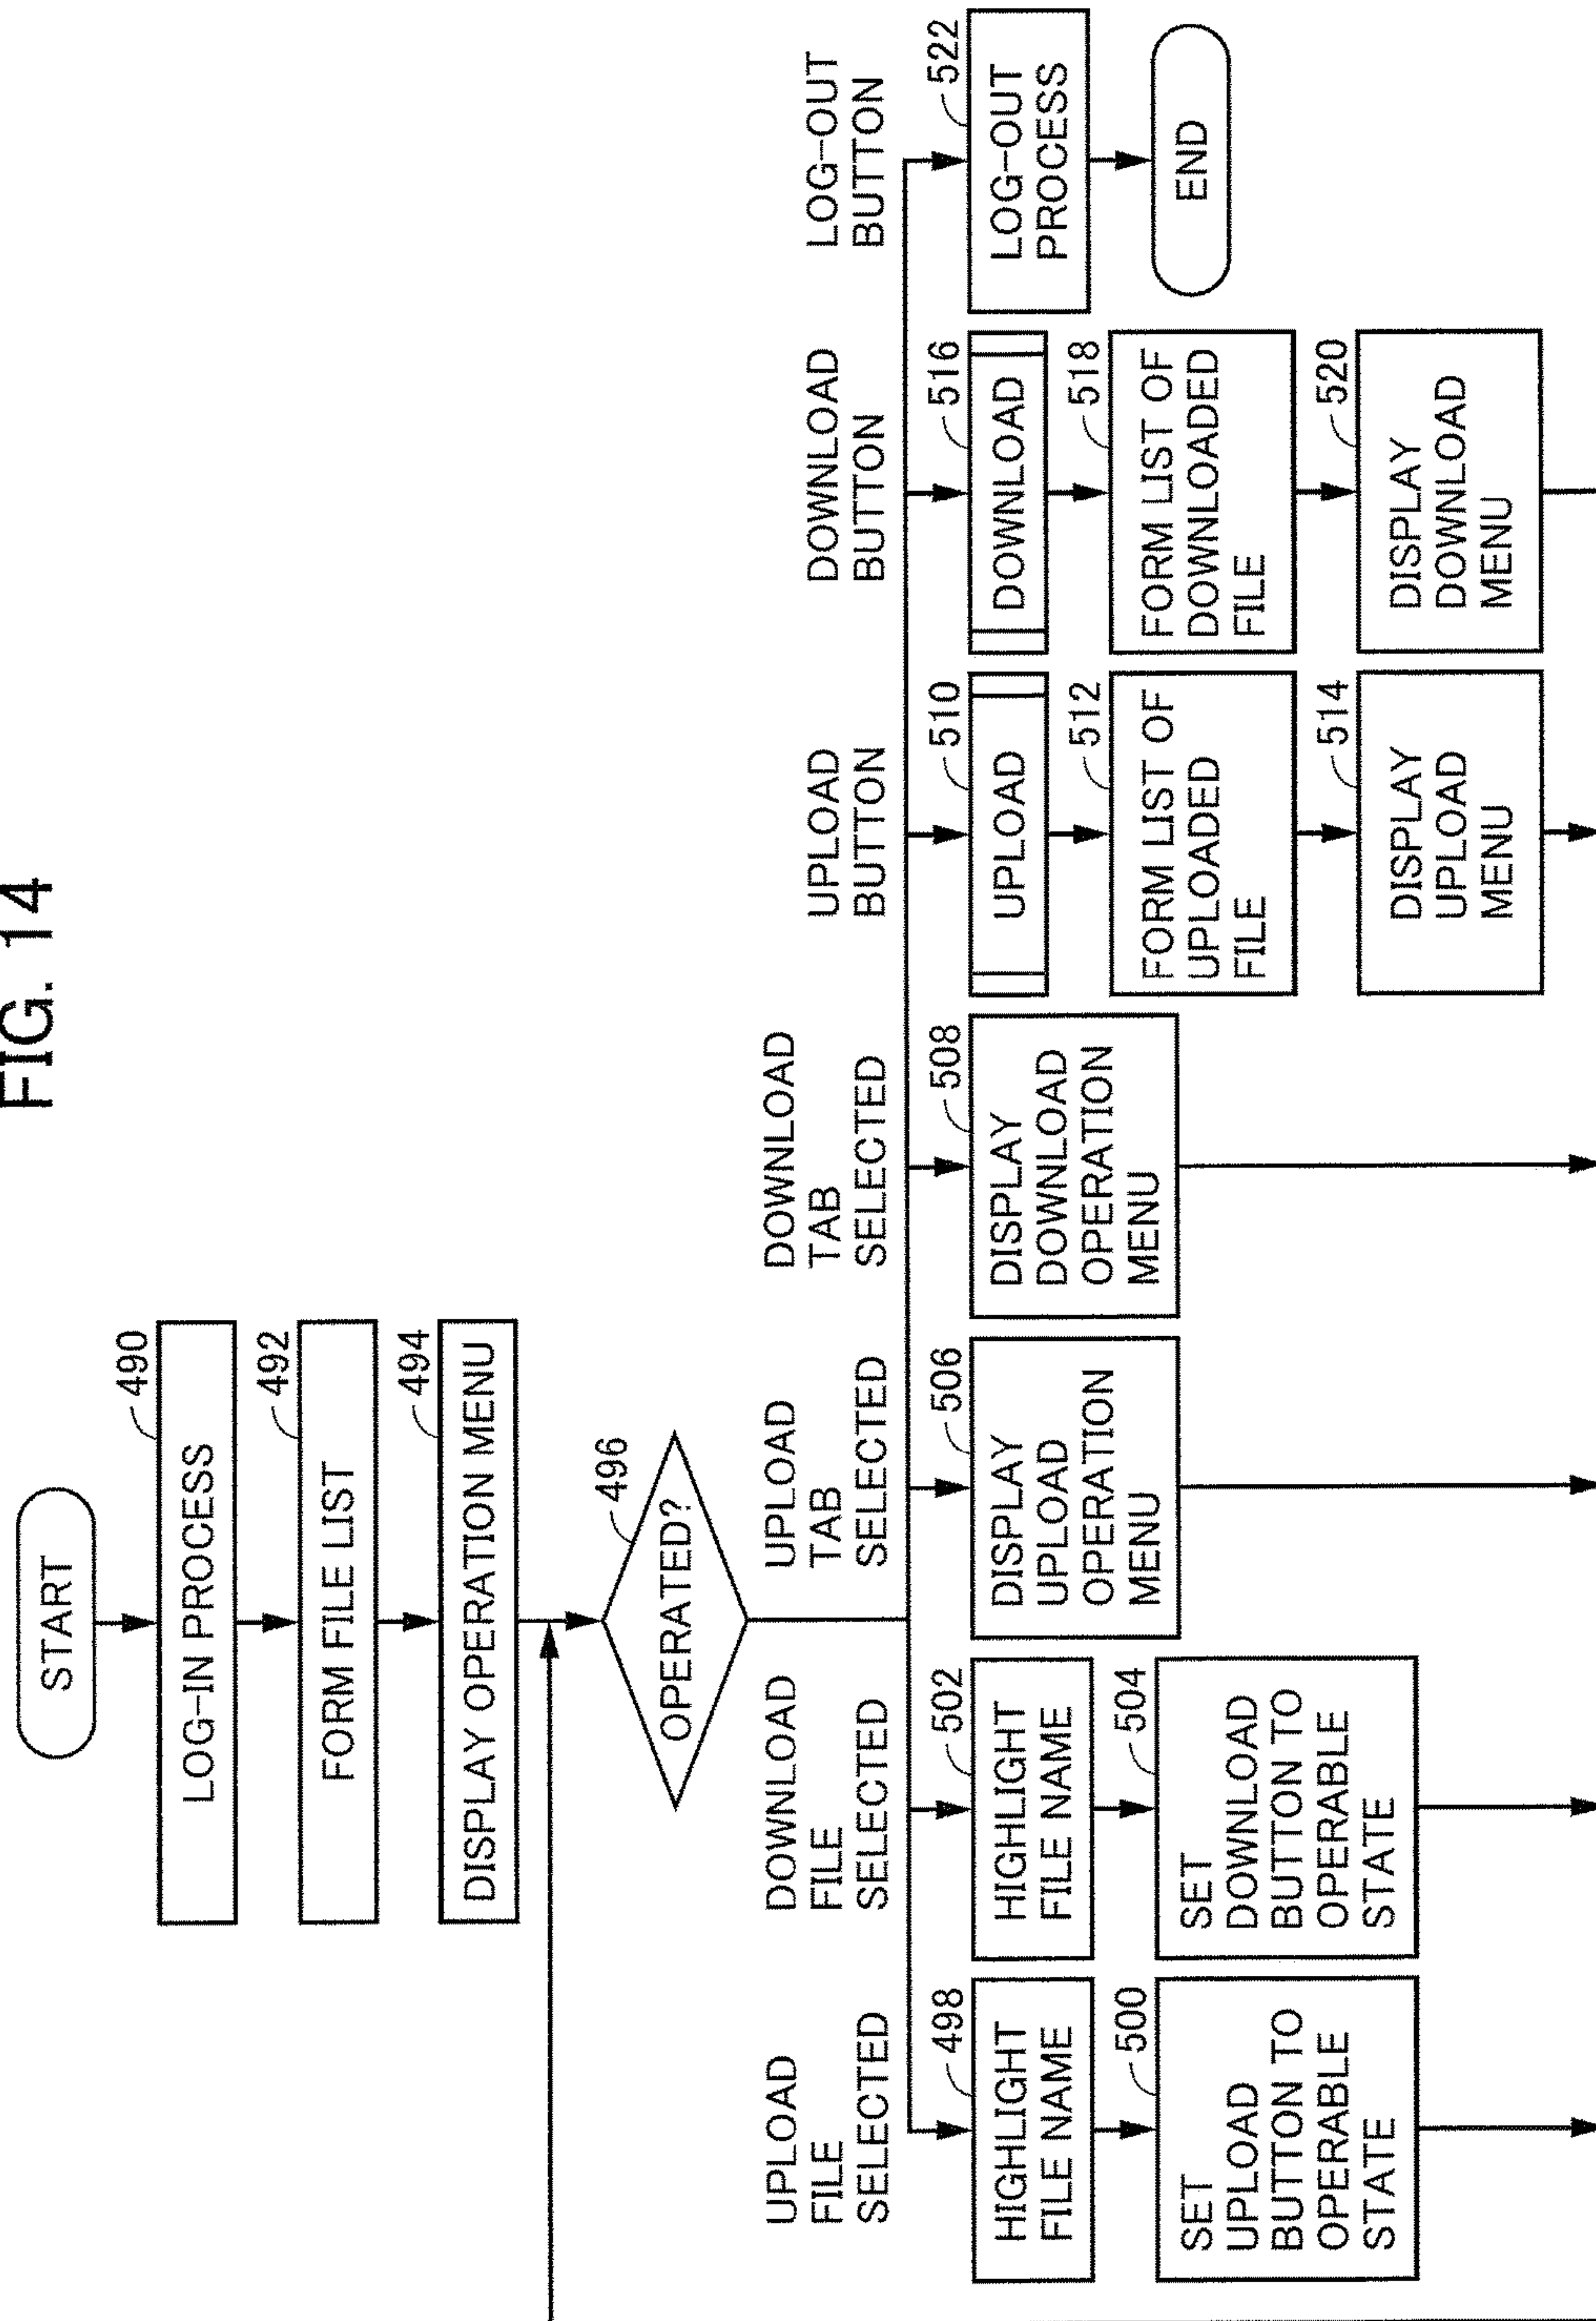 FIG. 14
START
490
LOG-IN PROCESS
492
FORM FILE LIST
494
DISPLAY OPERATION MENU
496
OPERATED?
UPLOAD
FILE
SELECTED
498
HIGHLIGHT
FILE NAME
500
SET
UPLOAD
BUTTON TO
OPERABLE
STATE
DOWNLOAD
FILE
SELECTED
502
HIGHLIGHT
FILE NAME
504
SET
DOWNLOAD
BUTTON TO
OPERABLE
STATE
UPLOAD
TAB
SELECTED
506
DISPLAY
UPLOAD
OPERATION
MENU
DOWNLOAD
TAB
SELECTED
508
DISPLAY
DOWNLOAD
OPERATION
MENU
UPLOAD
BUTTON
510
UPLOAD
512
FORM LIST OF
UPLOADED
FILE
514
DISPLAY
UPLOAD
MENU
DOWNLOAD
BUTTON
516
DOWNLOAD
518
FORM LIST OF
DOWNLOADED
FILE
520
DISPLAY
DOWNLOAD
MENU
LOG-OUT
BUTTON
522
LOG-OUT
PROCESS
END